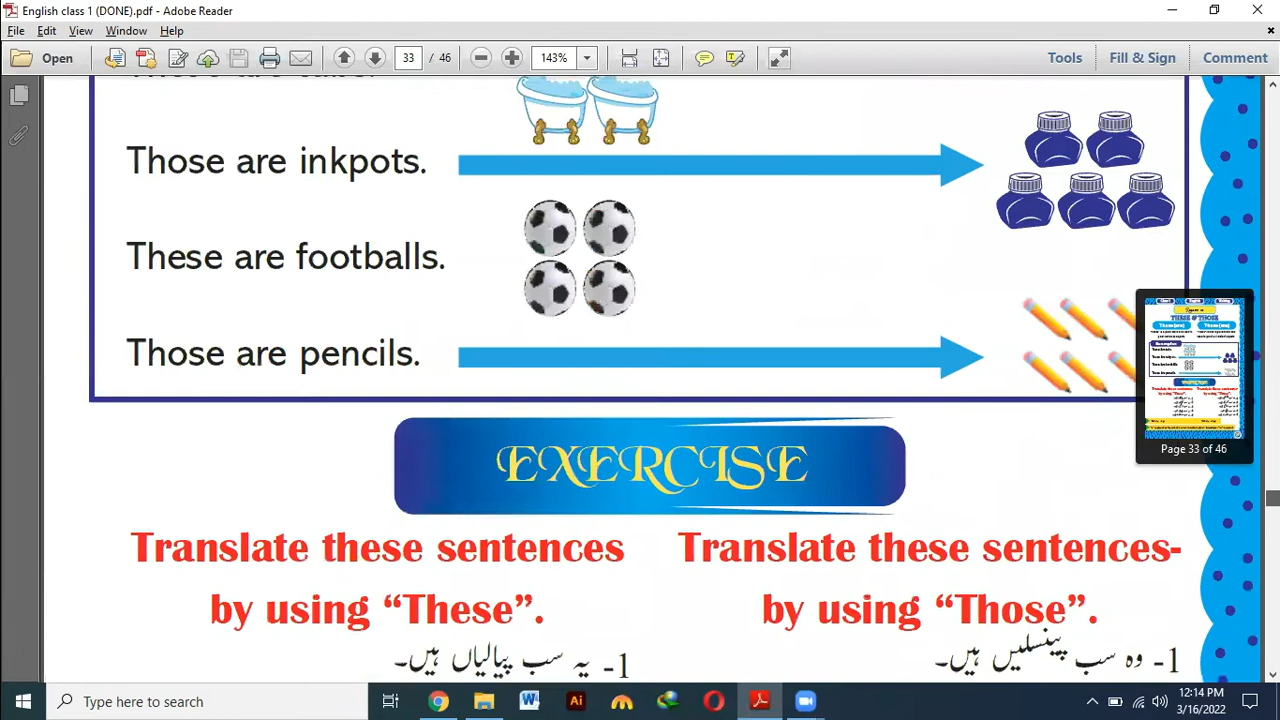 English class 1 (DONE).pdf - Adobe Reader
File Edit View Window Help
Open 33 / 46 143% Tools Fill & Sign Comment
Those are inkpots.
These are footballs.
Those are pencils.
THESE & THOSE
Page 33 of 46
EXERCISE
Translate these sentences
by using “These”.
1- یہ سب پیالیاں ہیں۔
Translate these sentences-
by using “Those”.
1- وہ سب پینسلیں ہیں۔
Type here to search
12:14 PM
3/16/2022